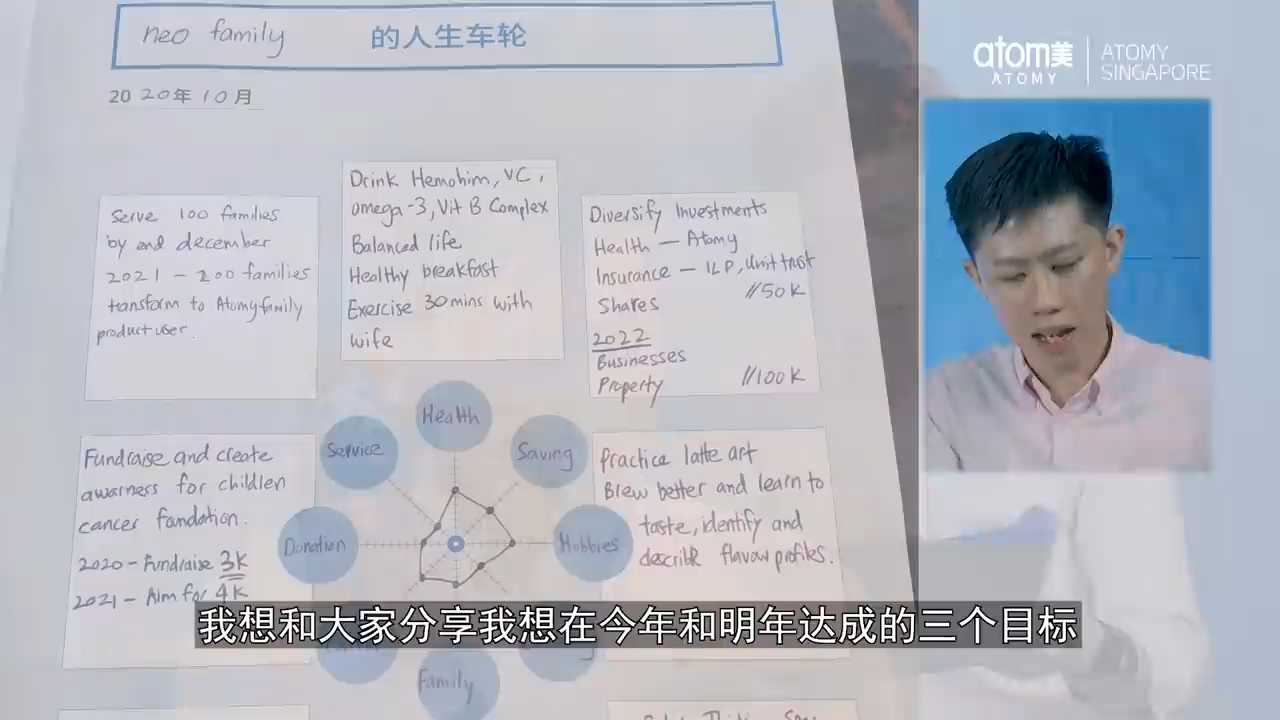 neo family 的人生车轮
2020年10月
atom美
ATOMY
ATOMY
SINGAPORE
Serve 100 families
by end december
2021 - 200 families
transform to Atomy family
product user.
Drink Hemohim, VC,
omega-3, Vit B Complex
Balanced life
Healthy breakfast
Exercise 30 mins with
wife
Diversify Investments
Health - Atomy
Insurance - ILP, Unit trust
Shares //50K
2022
Businesses
Property //100K
Fundraise and create
awarness for childlen
cancer fondation.
2020 - Fundraise 3K
2021 - Aim for 4K
Health
Service
Saving
Donation
Hobbies
Family
Practice latte art
Brew better and learn to
taste, identify and
describe flavour profiles.
我想和大家分享我想在今年和明年达成的三个目标